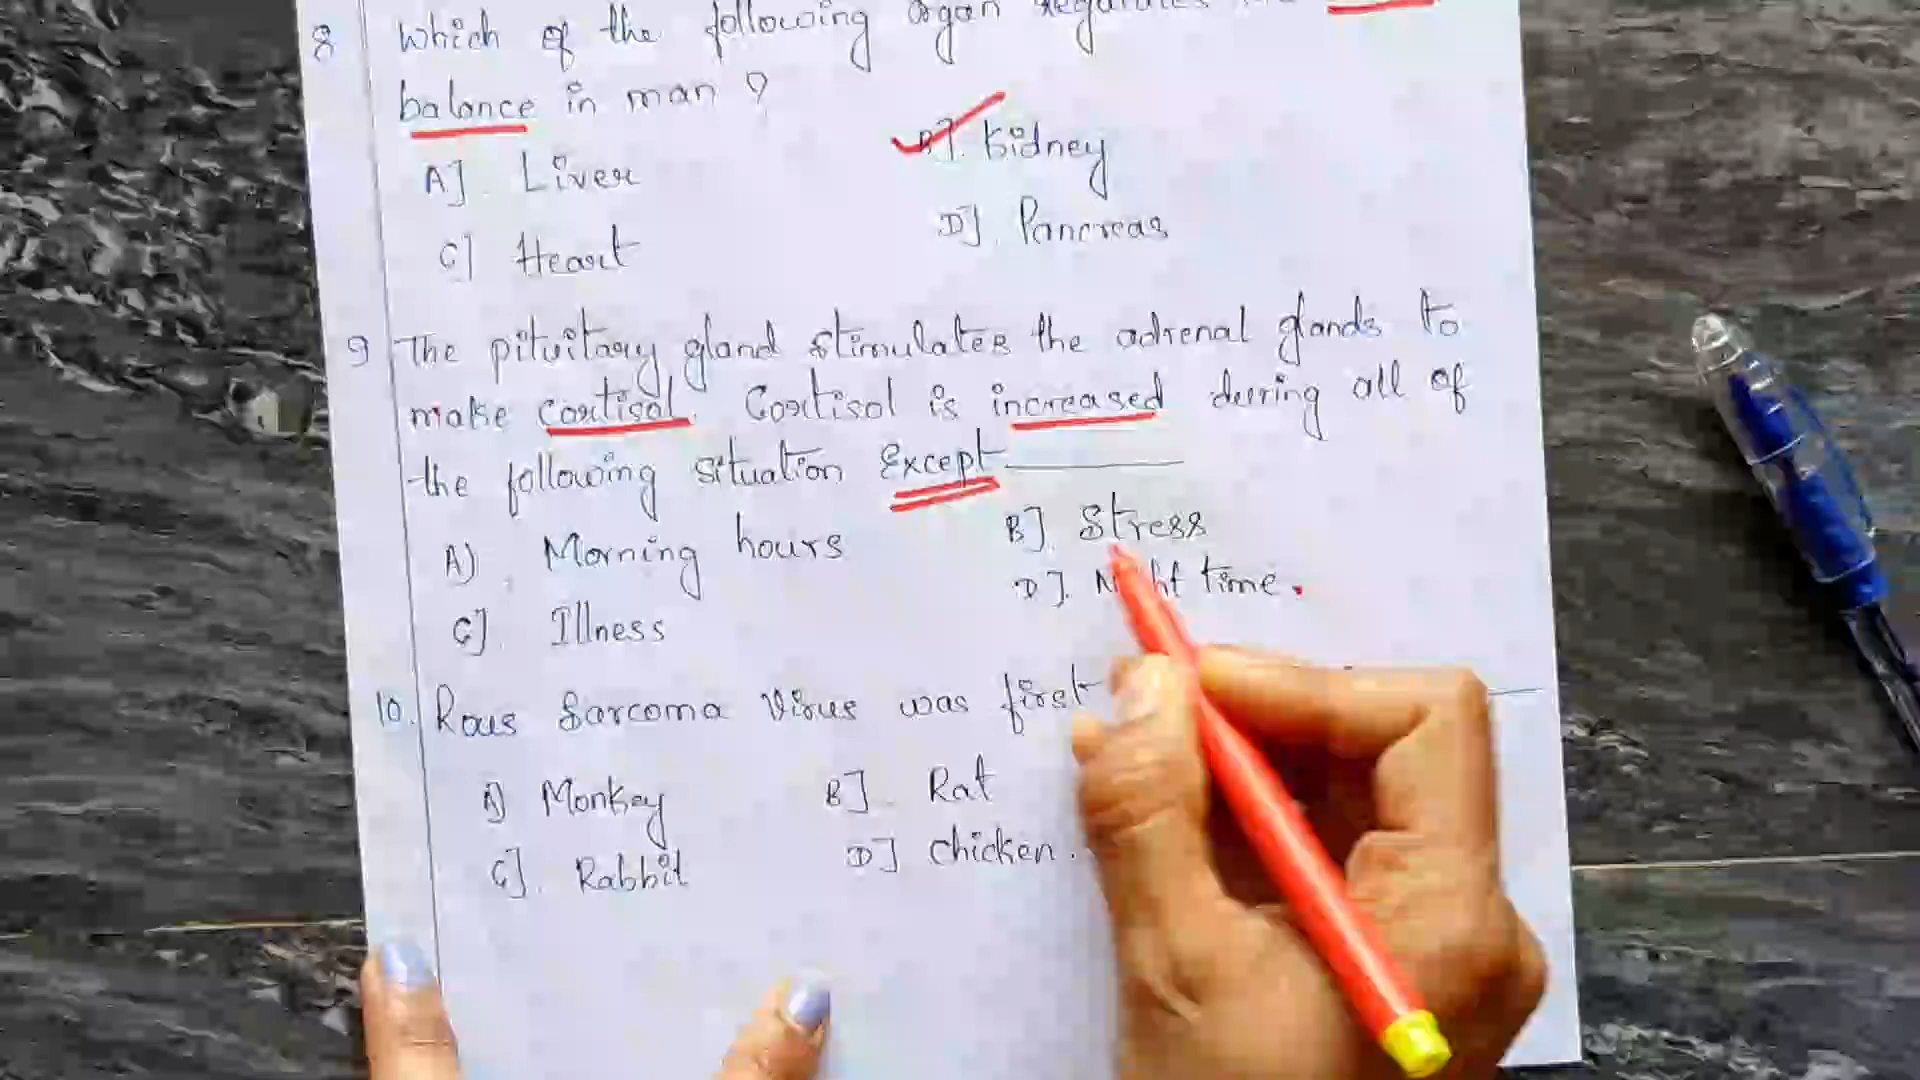 8 Which of the following organ
balance in man ?
A]. Liver
B]. Kidney
C] Heart
D]. Pancreas
9 The pituitary gland stimulates the adrenal glands to
make cortisol. Cortisol is increased during all of
the following situation except
A) Morning hours
B]. Stress
C]. Illness
D]. time.
10. Rous Sarcoma Virus was first
A) Monkey
B] Rat
C]. Rabbit
D] chicken.